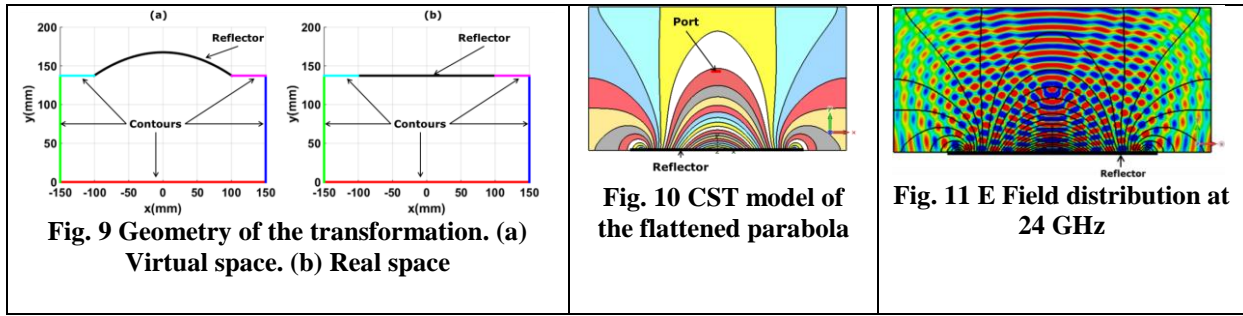 (a)
200
150
100
50
0
y(mm)
Reflector
Contours
-150 -100 -50 0 50 100 150
x(mm)
(b)
200
150
100
50
0
y(mm)
Reflector
Contours
-150 -100 -50 0 50 100 150
x(mm)
Fig. 9 Geometry of the transformation. (a)
Virtual space. (b) Real space
Port
Reflector
Fig. 10 CST model of
the flattened parabola
Reflector
Fig. 11 E Field distribution at
24 GHz